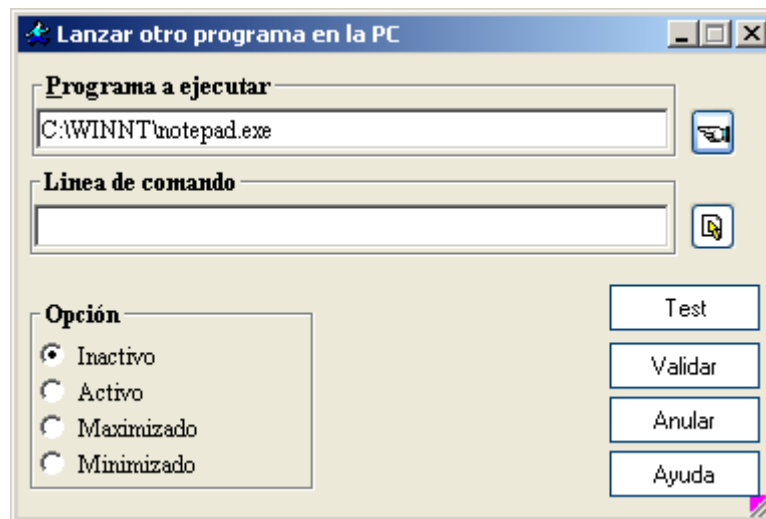 Lanzar otro programa en la PC
Programa a ejecutar
C:\WINNT\notepad.exe
Linea de comando
Opción
Inactivo
Activo
Maximizado
Minimizado
Test
Validar
Anular
Ayuda